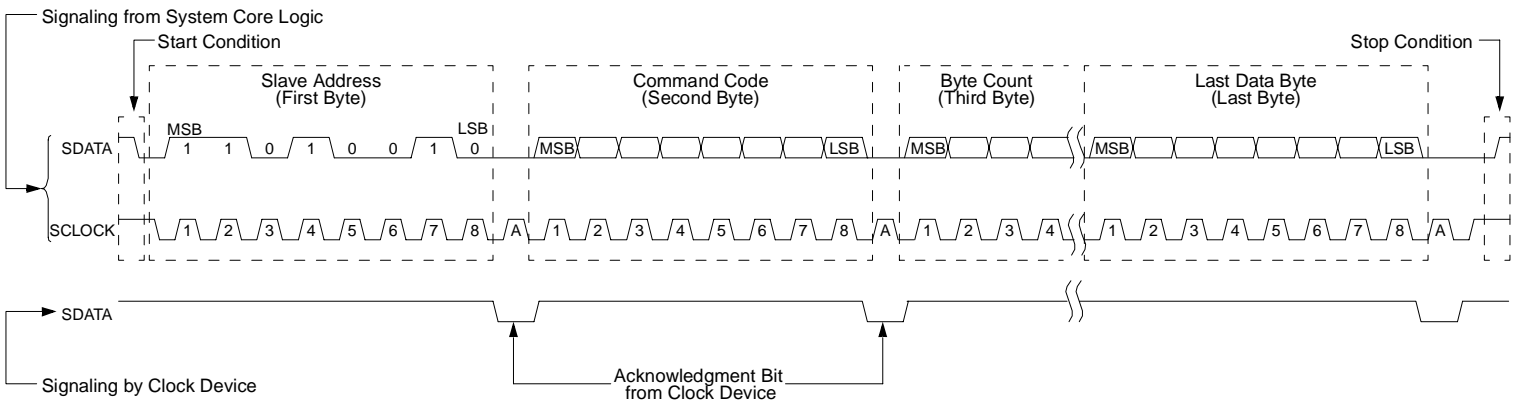 Signaling from System Core Logic
Start Condition
Stop Condition
Slave Address
(First Byte)
Command Code
(Second Byte)
Byte Count
(Third Byte)
Last Data Byte
(Last Byte)
MSB
LSB
SDATA
1 1 0 1 0 0 1 0
MSB
LSB
MSB
MSB
LSB
SCLOCK
1 2 3 4 5 6 7 8 A 1 2 3 4 5 6 7 8 A 1 2 3 4 1 2 3 4 5 6 7 8 A
SDATA
Signaling by Clock Device
Acknowledgment Bit
from Clock Device